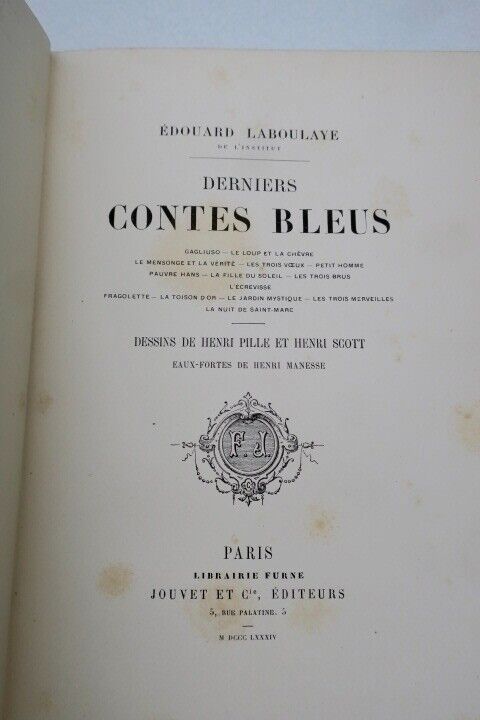 ÉDOUARD LABOULAYE
DE L'INSTITUT
DERNIERS
CONTES BLEUS
GAGLIUSO — LE LOUP ET LA CHÈVRE
LE MENSONGE ET LA VÉRITÉ — LES TROIS VŒUX — PETIT HOMME
PAUVRE HANS — LA FILLE DU SOLEIL — LES TROIS BRUS
L'ÉCREVISSE
FRAGOLETTE — LA TOISON D'OR — LE JARDIN MYSTIQUE — LES TROIS MERVEILLES
LA NUIT DE SAINT-MARC
DESSINS DE HENRI PILLE ET HENRI SCOTT
EAUX-FORTES DE HENRI MANESSE
F.J.
PARIS
LIBRAIRIE FURNE
JOUVET ET Cie, ÉDITEURS
5, RUE PALATINE. 5
M DCCC LXXXIV